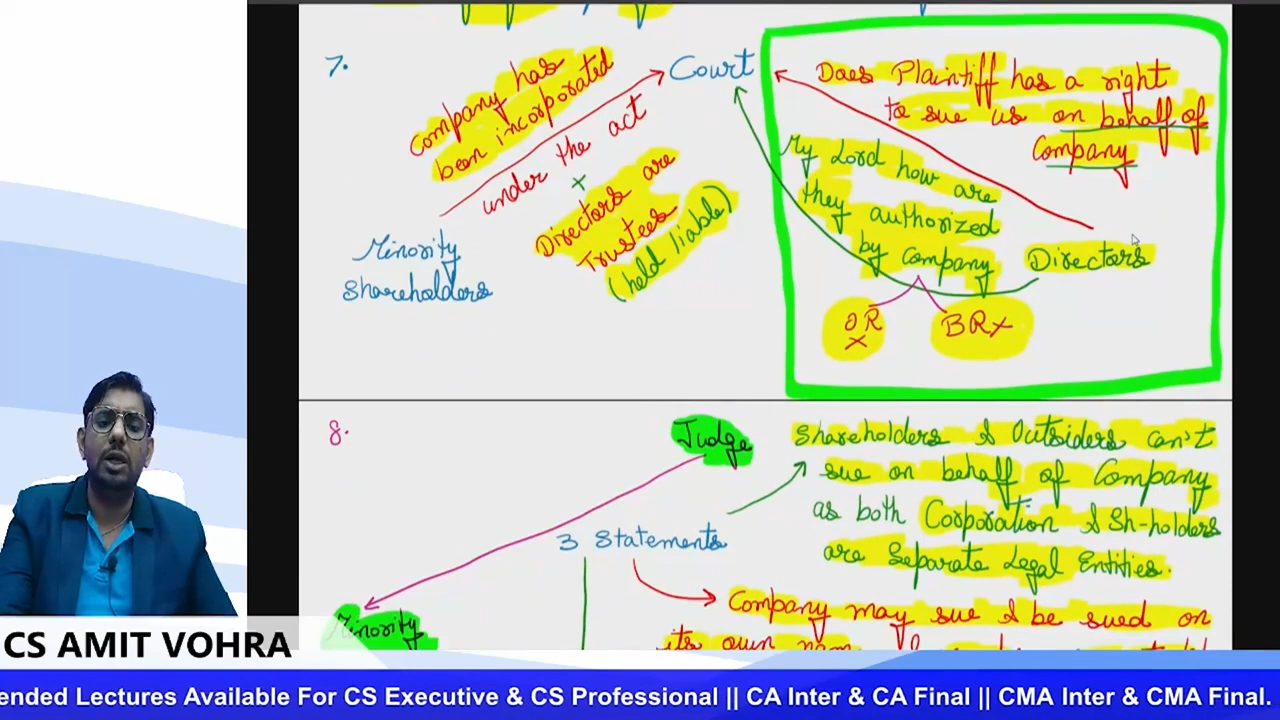 7.
Company has
been incorporated
under the act
+
Directors are
Trustees
(held liable)
Minority
Shareholders
Court
Does Plaintiff has a right
to sue us on behalf of
Company
My Lord how are
they authorized
by Company
Directors
OR
x
BRx
8.
Judge
3 Statements
Shareholders & Outsiders can't
sue on behalf of Company
as both Corporation & Sh-holders
are Separate Legal Entities.
Company may sue & be sued on
its own
Minority
CS AMIT VOHRA
ended Lectures Available For CS Executive & CS Professional || CA Inter & CA Final || CMA Inter & CMA Final.